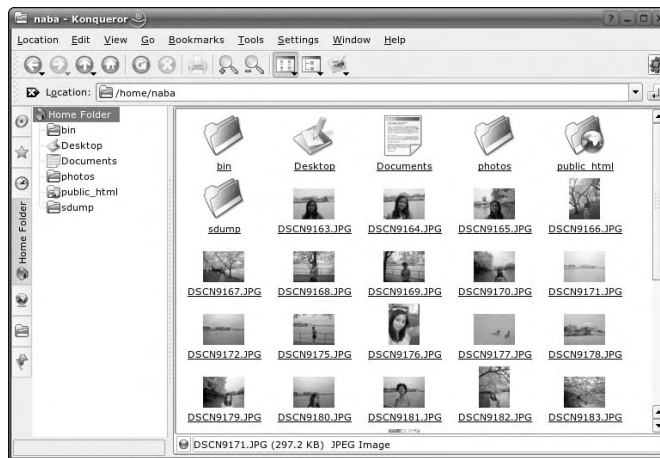 naba - Konqueror
Location Edit View Go Bookmarks Tools Settings Window Help
Location: /home/naba
Home Folder
bin
Desktop
Documents
photos
public_html
sdump
Home Folder
bin Desktop Documents photos public_html
sdump DSCN9163.JPG DSCN9164.JPG DSCN9165.JPG DSCN9166.JPG
DSCN9167.JPG DSCN9168.JPG DSCN9169.JPG DSCN9170.JPG DSCN9171.JPG
DSCN9172.JPG DSCN9175.JPG DSCN9176.JPG DSCN9177.JPG DSCN9178.JPG
DSCN9179.JPG DSCN9180.JPG DSCN9181.JPG DSCN9182.JPG DSCN9183.JPG
DSCN9171.JPG (297.2 KB) JPEG Image